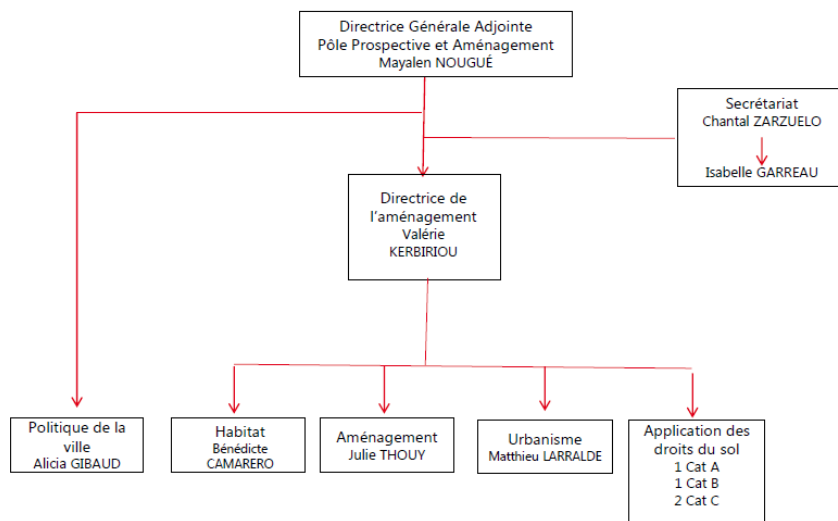 Directrice Générale Adjointe
Pôle Prospective et Aménagement
Mayalen NOUGUÉ
Secrétariat
Chantal ZARZUELO
Isabelle GARREAU
Directrice de
l'aménagement
Valérie
KERBIRIOU
Politique de la
ville
Alicia GIBAUD
Habitat
Bénédicte
CAMARERO
Aménagement
Julie THOUY
Urbanisme
Matthieu LARRALDE
Application des
droits du sol
1 Cat A
1 Cat B
2 Cat C